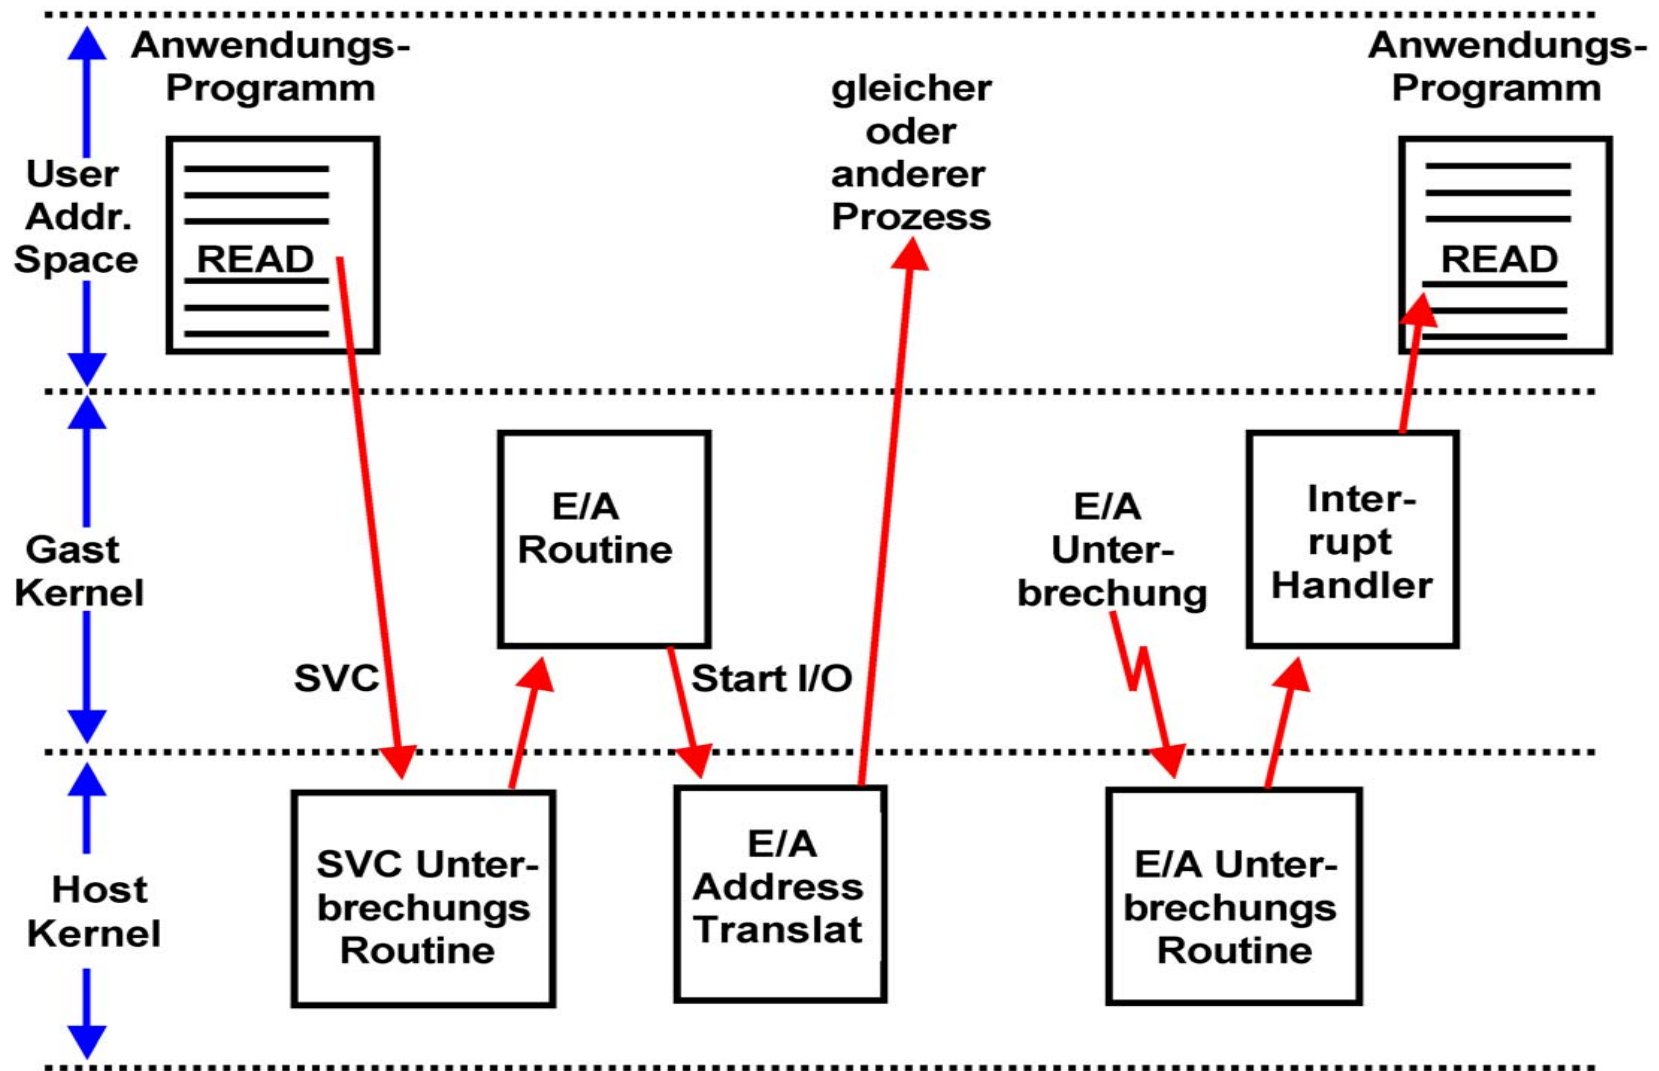 Anwendungs-
Programm
User
Addr.
Space
READ
gleicher
oder
anderer
Prozess
Anwendungs-
Programm
READ
Gast
Kernel
SVC
E/A
Routine
Start I/O
E/A
Unter-
brechung
Inter-
rupt
Handler
Host
Kernel
SVC Unter-
brechungs
Routine
E/A
Address
Translat
E/A Unter-
brechungs
Routine